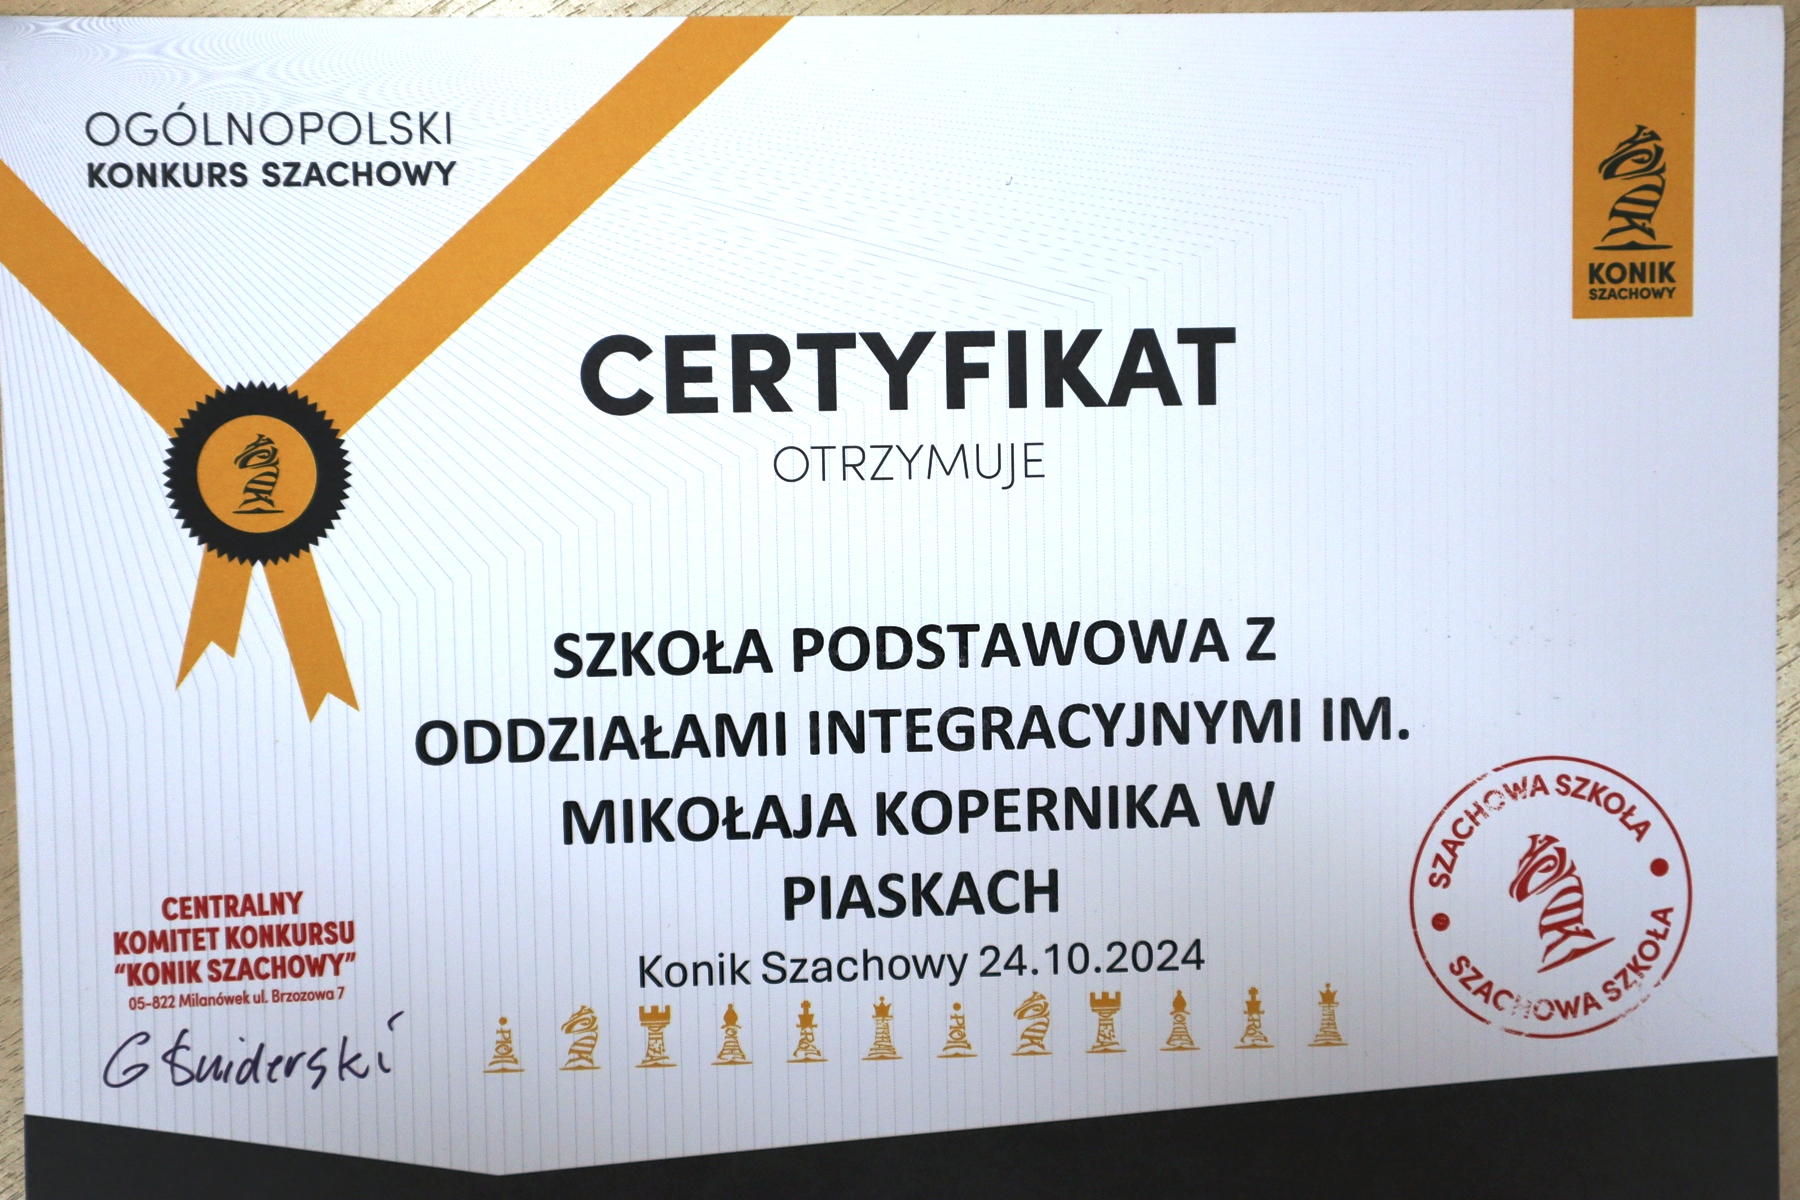 OGÓLNOPOLSKI
KONKURS SZACHOWY
KONIK
SZACHOWY
CERTYFIKAT
OTRZYMUJE
SZKOŁA PODSTAWOWA Z
ODDZIAŁAMI INTEGRACYJNYMI IM.
MIKOŁAJA KOPERNIKA W
PIASKACH
Konik Szachowy 24.10.2024
CENTRALNY
KOMITET KONKURSU
“KONIK SZACHOWY”
05-822 Milanówek ul. Brzozowa 7
SZACHOWA SZKOŁA
SZACHOWA SZKOŁA